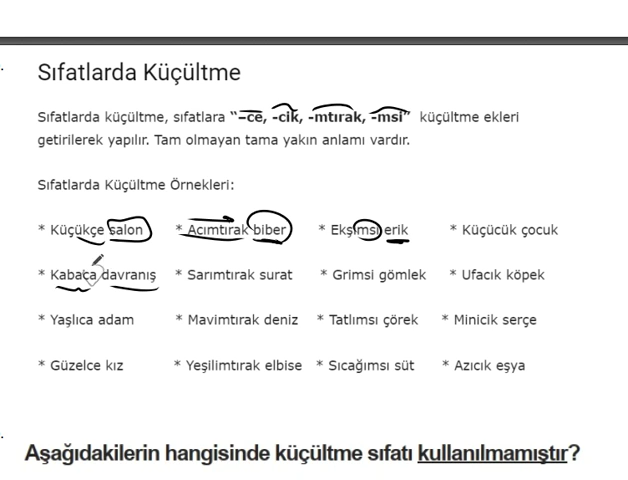 Sıfatlarda Küçültme
Sıfatlarda küçültme, sıfatlara “–ce, -cik, -mtırak, -msi” küçültme ekleri
getirilerek yapılır. Tam olmayan tama yakın anlamı vardır.
Sıfatlarda Küçültme Örnekleri:
* Küçükçe salon * Acımtırak biber * Ekşimsi erik * Küçücük çocuk
* Kabaca davranış * Sarımtırak surat * Grimsi gömlek * Ufacık köpek
* Yaşlıca adam * Mavimtırak deniz * Tatlımsı çörek * Minicik serçe
* Güzelce kız * Yeşilimtırak elbise * Sıcağımsı süt * Azıcık eşya
Aşağıdakilerin hangisinde küçültme sıfatı kullanılmamıştır?